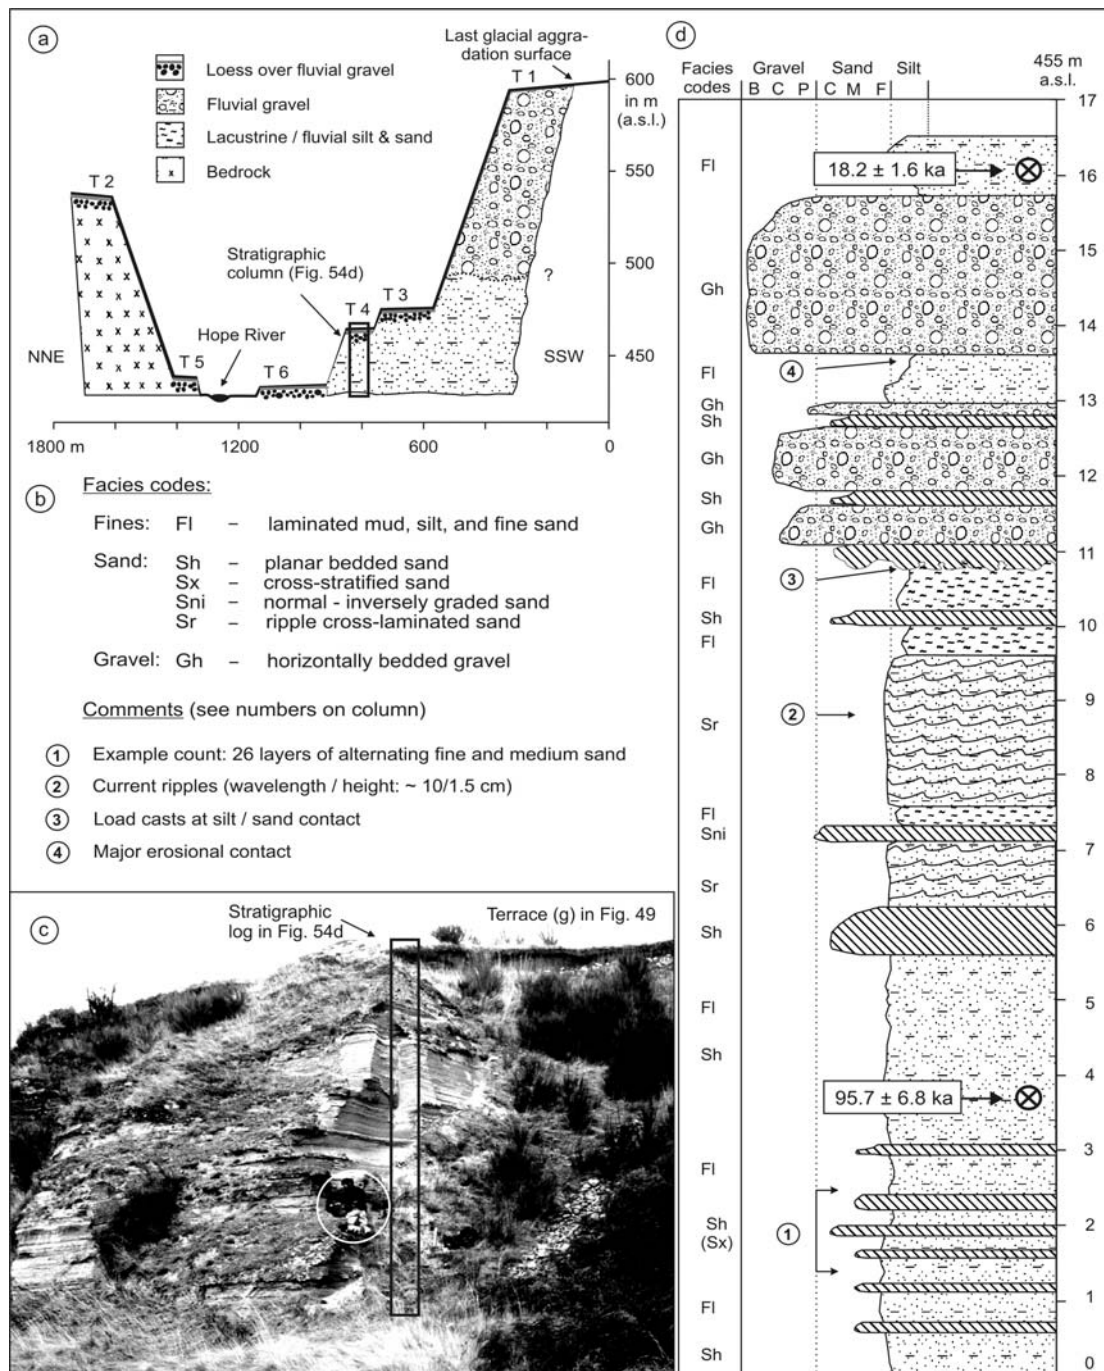 a
Loess over fluvial gravel
Fluvial gravel
Lacustrine / fluvial silt & sand
Bedrock
Last glacial aggra-
dation surface
T 1
600
in m
(a.s.l.)
550
500
450
T 2
Stratigraphic
column (Fig. 54d)
?
T 4
T 3
Hope River
NNE
SSW
T 5
T 6
1800 m
1200
600
0
b
Facies codes:
Fines: Fl – laminated mud, silt, and fine sand
Sand: Sh – planar bedded sand
Sx – cross-stratified sand
Sni – normal - inversely graded sand
Sr – ripple cross-laminated sand
Gravel: Gh – horizontally bedded gravel
Comments (see numbers on column)
1 Example count: 26 layers of alternating fine and medium sand
2 Current ripples (wavelength / height: ~ 10/1.5 cm)
3 Load casts at silt / sand contact
4 Major erosional contact
c
Stratigraphic
log in Fig. 54d
Terrace (g) in Fig. 49
d
455 m
a.s.l.
Facies Gravel Sand Silt
codes B C P C M F
17
Fl
18.2 ± 1.6 ka
16
15
Gh
14
Fl
4
13
Gh
Sh
Gh
12
Sh
Gh
11
3
Fl
Sh
10
Fl
9
Sr
2
8
Fl
Sni
7
Sr
6
Sh
5
Fl
Sh
4
95.7 ± 6.8 ka
3
Fl
2
Sh
(Sx)
1
1
Fl
Sh
0